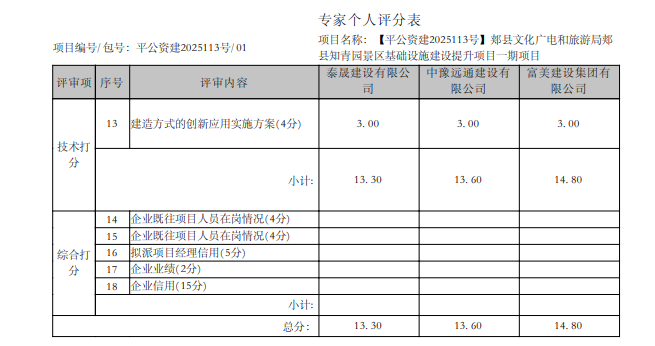 专家个人评分表
项目编号/包号: 平公资建2025113号/01
项目名称: 【平公资建2025113号】郏县文化广电和旅游局郏
县知青园景区基础设施建设提升项目一期项目
评审项 序号 评审内容 泰晟建设有限公司 中豫远通建设有限公司 富美建设集团有限公司
技术打分
13 建造方式的创新应用实施方案(4分) 3.00 3.00 3.00
小计: 13.30 13.60 14.80
综合打分
14 企业既往项目人员在岗情况(4分)
15 企业既往项目人员在岗情况(4分)
16 拟派项目经理信用(5分)
17 企业业绩(2分)
18 企业信用(15分)
小计:
总分: 13.30 13.60 14.80